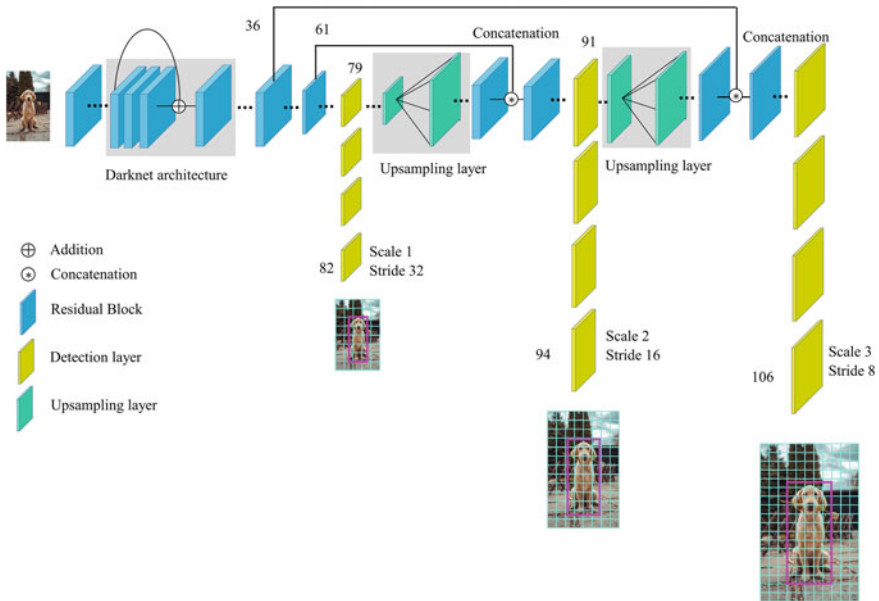 36
61
Concatenation
91
Concatenation
79
Darknet architecture
Upsampling layer
Upsampling layer
Addition
Concatenation
Residual Block
Detection layer
Upsampling layer
82
Scale 1
Stride 32
94
Scale 2
Stride 16
106
Scale 3
Stride 8